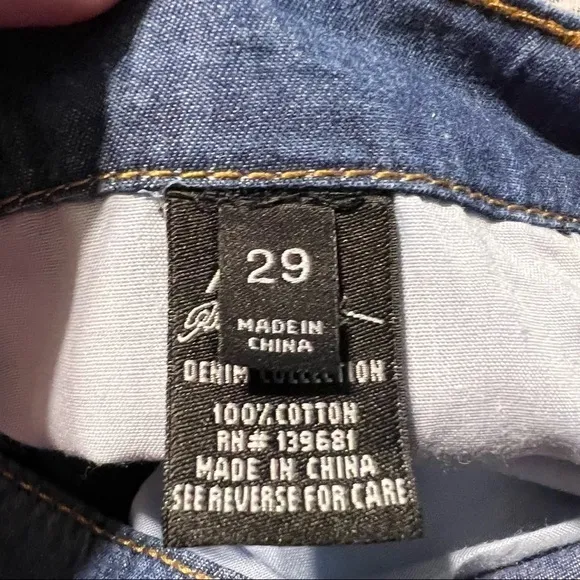 29
MADE IN
CHINA
DENIM COLLECTION
100% COTTON
RN# 139681
MADE IN CHINA
SEE REVERSE FOR CARE